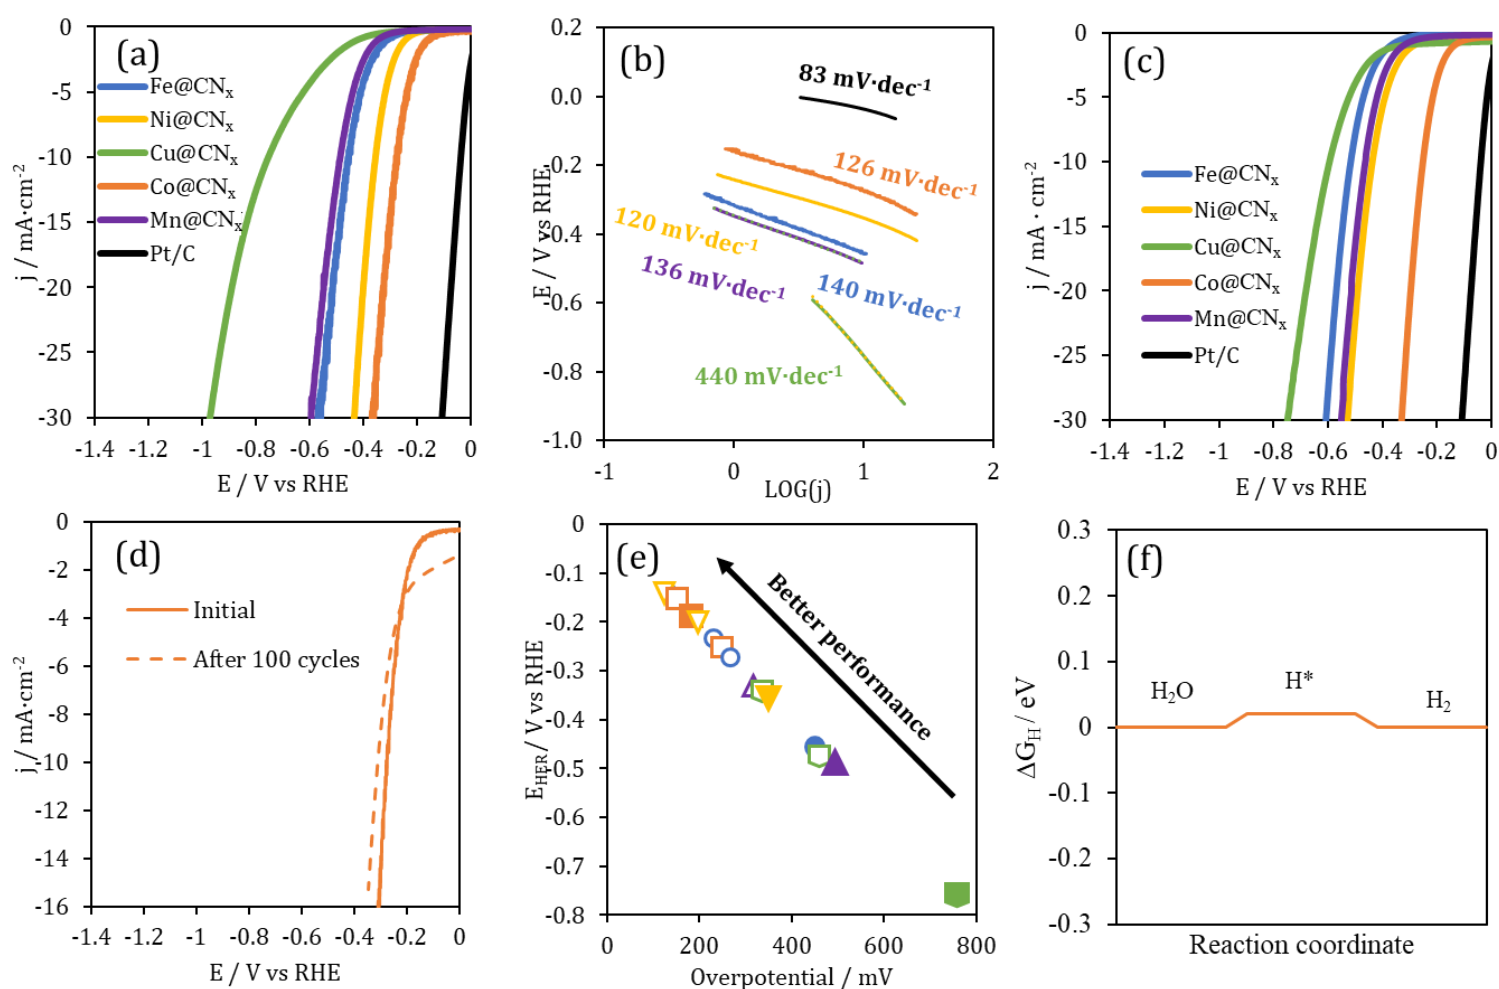 (a)
0
-5
-10
-15
-20
-25
-30
j / mA·cm-2
Fe@CNx
Ni@CNx
Cu@CNx
Co@CNx
Mn@CNx
Pt/C
-1.4 -1.2 -1 -0.8 -0.6 -0.4 -0.2 0
E / V vs RHE
(b)
0.2
0.0
-0.2
-0.4
-0.6
-0.8
-1.0
E / V vs RHE
83 mV·dec-1
126 mV·dec-1
120 mV·dec-1
136 mV·dec-1
140 mV·dec-1
440 mV·dec-1
-1 0 1 2
LOG(j)
(c)
0
-5
-10
-15
-20
-25
-30
j / mA · cm-2
Fe@CNx
Ni@CNx
Cu@CNx
Co@CNx
Mn@CNx
Pt/C
-1.4 -1.2 -1 -0.8 -0.6 -0.4 -0.2 0
E / V vs RHE
(d)
0
-2
-4
-6
-8
-10
-12
-14
-16
j / mA·cm-2
Initial
After 100 cycles
-1.4 -1.2 -1 -0.8 -0.6 -0.4 -0.2 0
E / V vs RHE
(e)
0
-0.1
-0.2
-0.3
-0.4
-0.5
-0.6
-0.7
-0.8
EHER / V vs RHE
Better performance
0 200 400 600 800
Overpotential / mV
(f)
0.3
0.2
0.1
0
-0.1
-0.2
-0.3
ΔGH / eV
H2O
H*
H2
Reaction coordinate